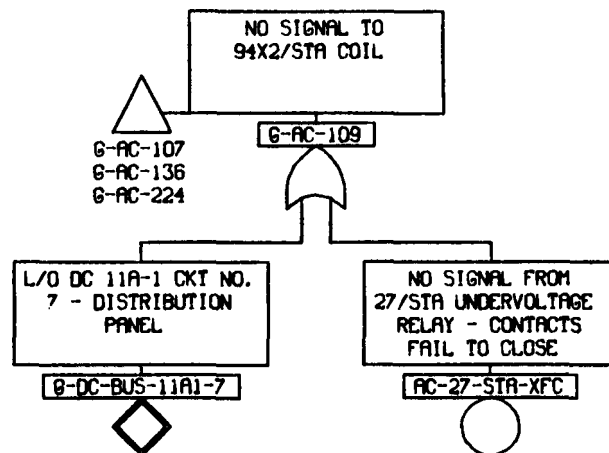 NO SIGNAL TO
94X2/STA COIL
G-AC-109
G-AC-107
G-AC-136
G-AC-224
L/O DC 11A-1 CKT NO.
7 - DISTRIBUTION
PANEL
G-DC-BUS-11A1-7
NO SIGNAL FROM
27/STA UNDERVOLTAGE
RELAY - CONTACTS
FAIL TO CLOSE
AC-27-STA-XFC